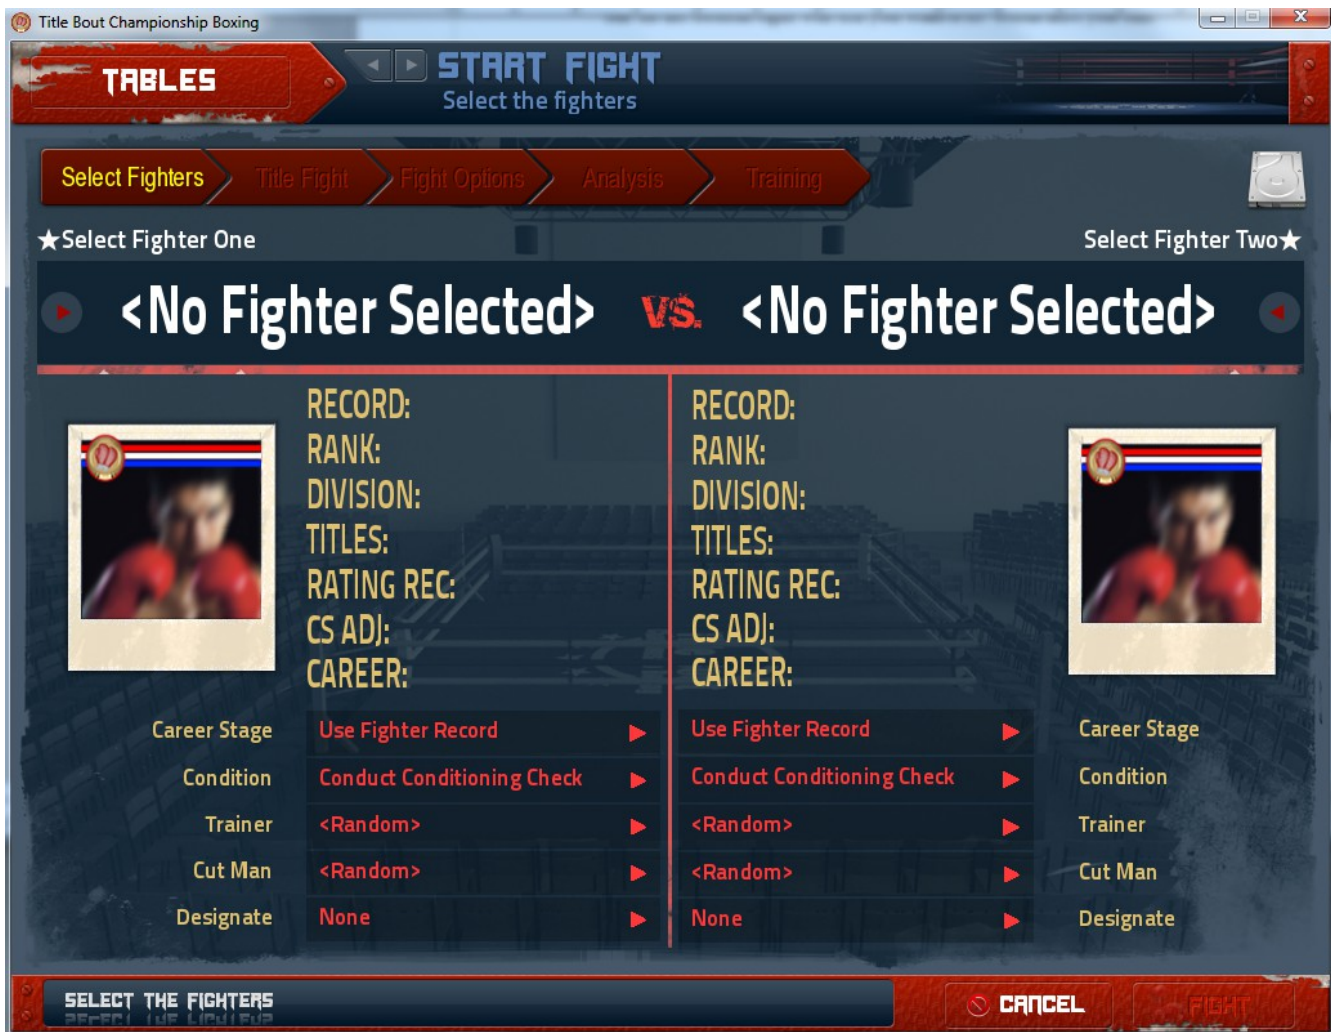 Title Bout Championship Boxing
TABLES
START FIGHT
Select the fighters
Select Fighters
Title Fight
Fight Options
Analysis
Training
★Select Fighter One
Select Fighter Two★
<No Fighter Selected> VS. <No Fighter Selected>
RECORD:
RANK:
DIVISION:
TITLES:
RATING REC:
CS ADJ:
CAREER:
RECORD:
RANK:
DIVISION:
TITLES:
RATING REC:
CS ADJ:
CAREER:
Career Stage Use Fighter Record Use Fighter Record Career Stage
Condition Conduct Conditioning Check Conduct Conditioning Check Condition
Trainer <Random> <Random> Trainer
Cut Man <Random> <Random> Cut Man
Designate None None Designate
SELECT THE FIGHTERS
CANCEL
FIGHT